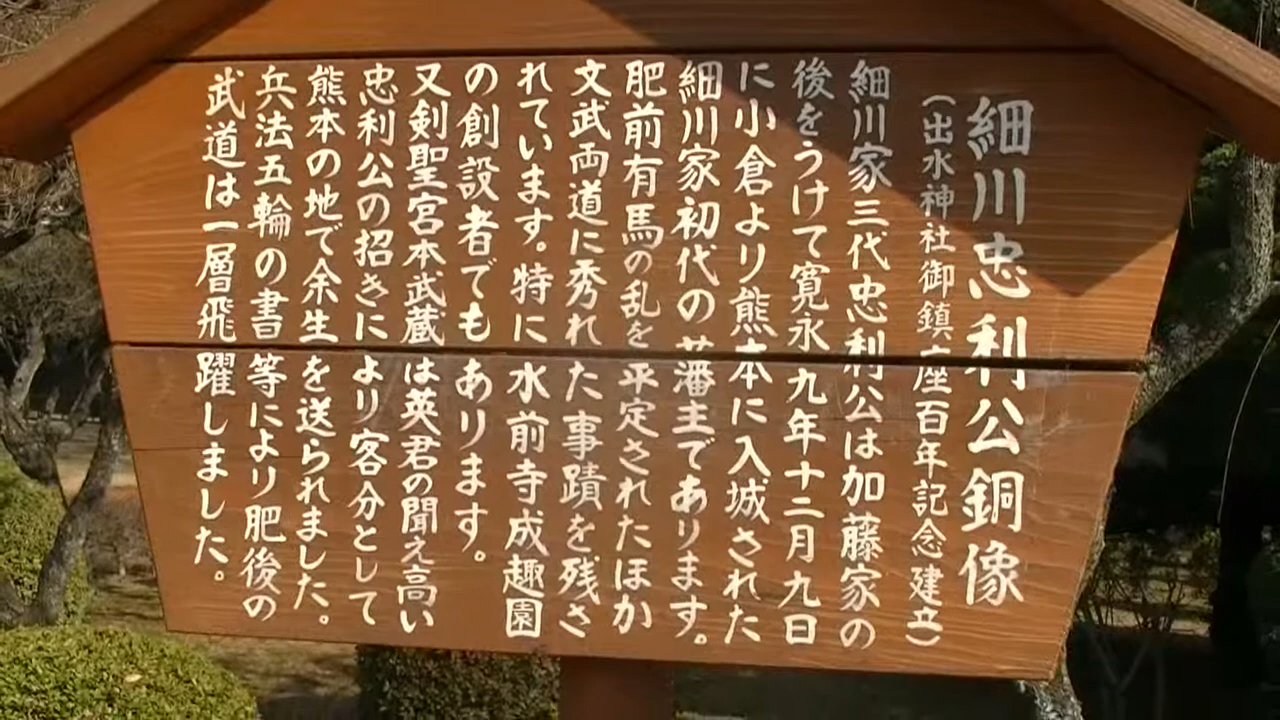 細川忠利公銅像
（出水神社御鎮座百年記念建立）
細川家三代忠利公は加藤家の
後をうけて寛永九年十二月九日
に小倉より熊本に入城された
細川家初代の藩主であります。
肥前有馬の乱を平定されたほか
文武両道に秀れた事蹟を残さ
れています。特に水前寺成趣園
の創設者でもあります。
又剣聖宮本武蔵は英君の聞え高い
忠利公の招きにより客分として
熊本の地で余生を送られました。
兵法五輪の書等により肥後の
武道は一層飛躍しました。